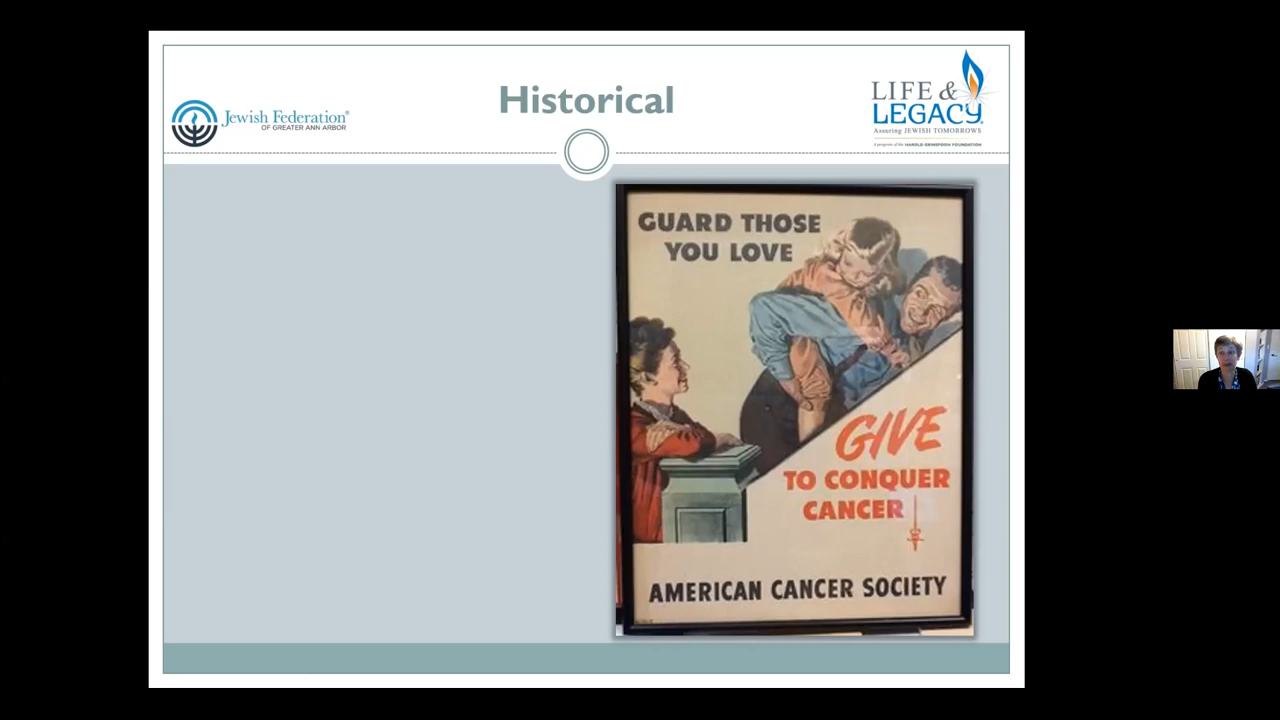 Historical
Jewish Federation®
OF GREATER ANN ARBOR
LIFE &
LEGACY®
Assuring JEWISH TOMORROWS
A program of the HAROLD GRINSPOON FOUNDATION
GUARD THOSE
YOU LOVE
GIVE
TO CONQUER
CANCER
AMERICAN CANCER SOCIETY